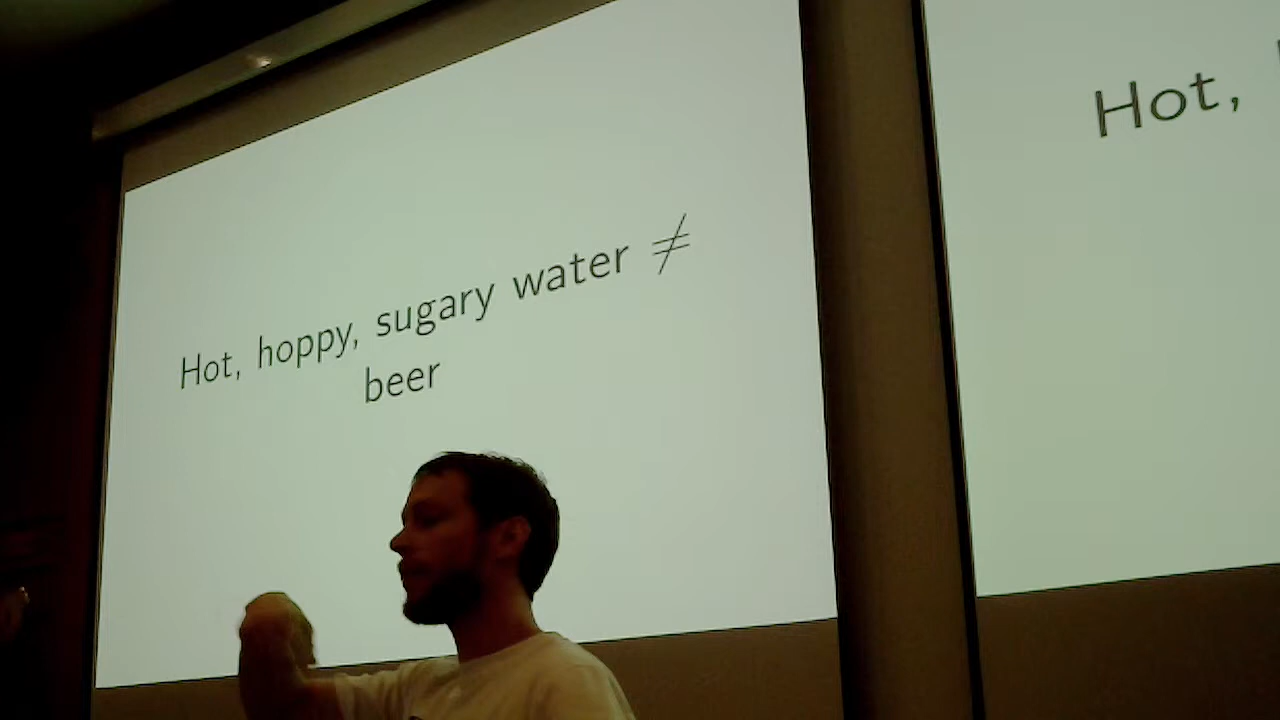 Hot, hoppy, sugary water ≠
beer
Hot,